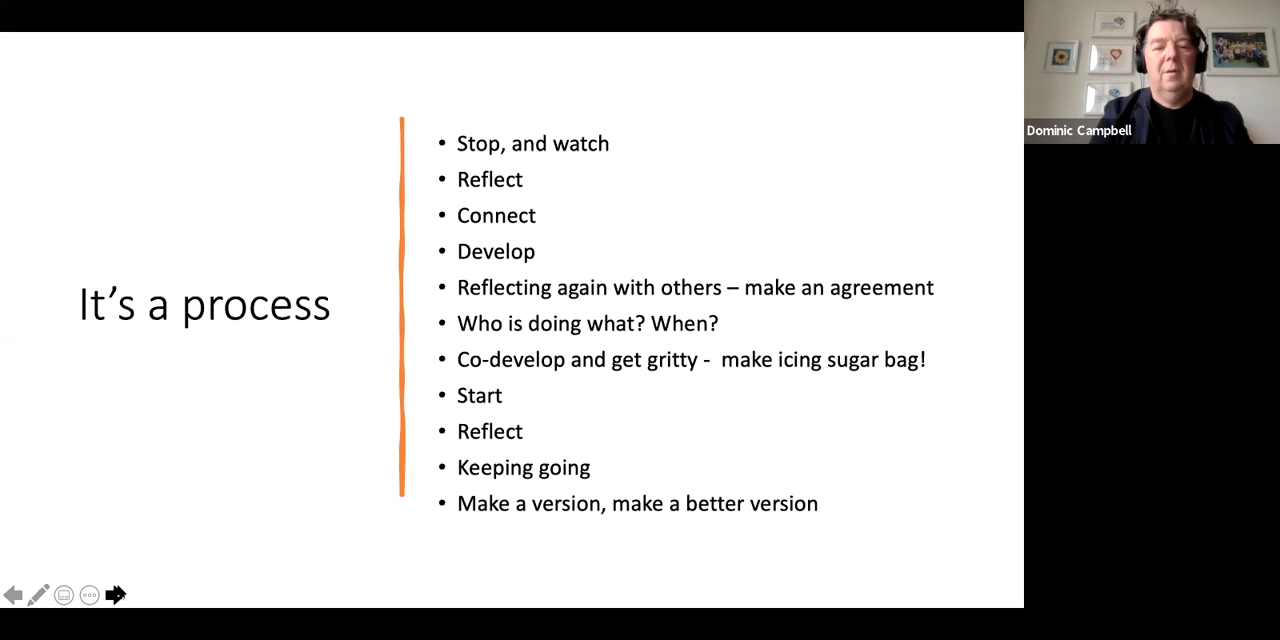 It's a process
• Stop, and watch
• Reflect
• Connect
• Develop
• Reflecting again with others – make an agreement
• Who is doing what? When?
• Co-develop and get gritty - make icing sugar bag!
• Start
• Reflect
• Keeping going
• Make a version, make a better version
Dominic Campbell